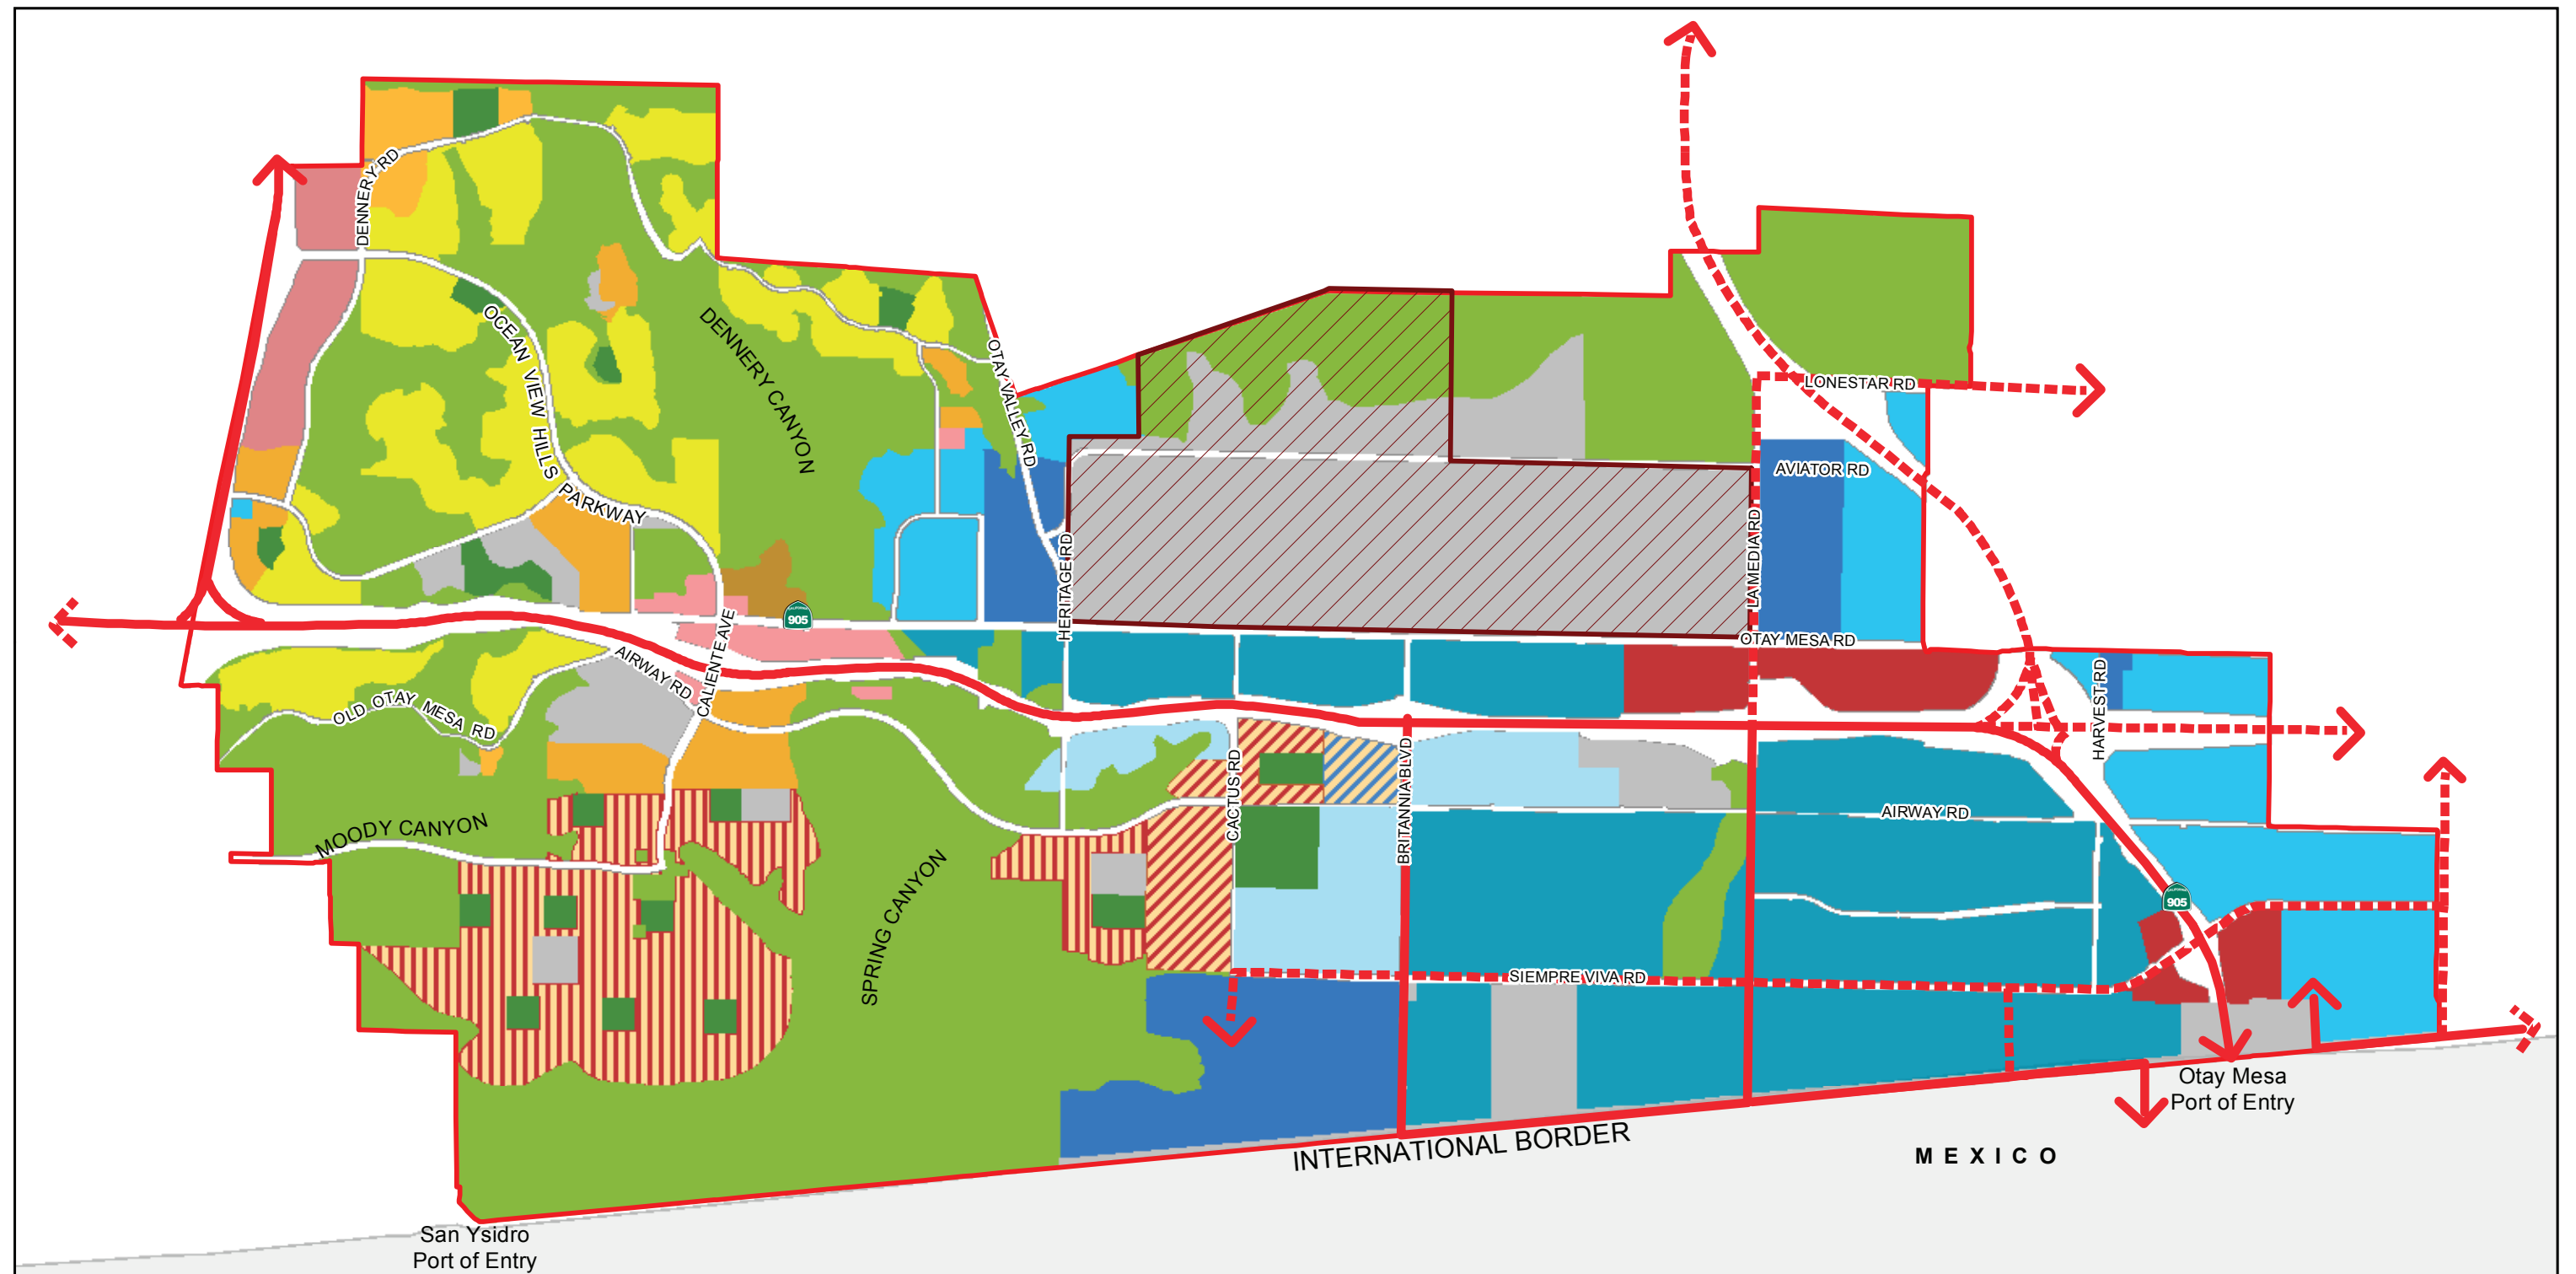 DENNERY RD
OCEAN VIEW HILLS PARKWAY
DENNERY CANYON
OTAY VALLEY RD
LONESTAR RD
AVIATOR RD
HERITAGE RD
LA MEDIA RD
905
CALIENTE AVE
OTAY MESA RD
AIRWAY RD
OLD OTAY MESA RD
HARVEST RD
CACTUS RD
BRITANNIA BLVD
AIRWAY RD
MOODY CANYON
SPRING CANYON
905
SIEMPRE VIVA RD
Otay Mesa
Port of Entry
INTERNATIONAL BORDER
MEXICO
San Ysidro
Port of Entry